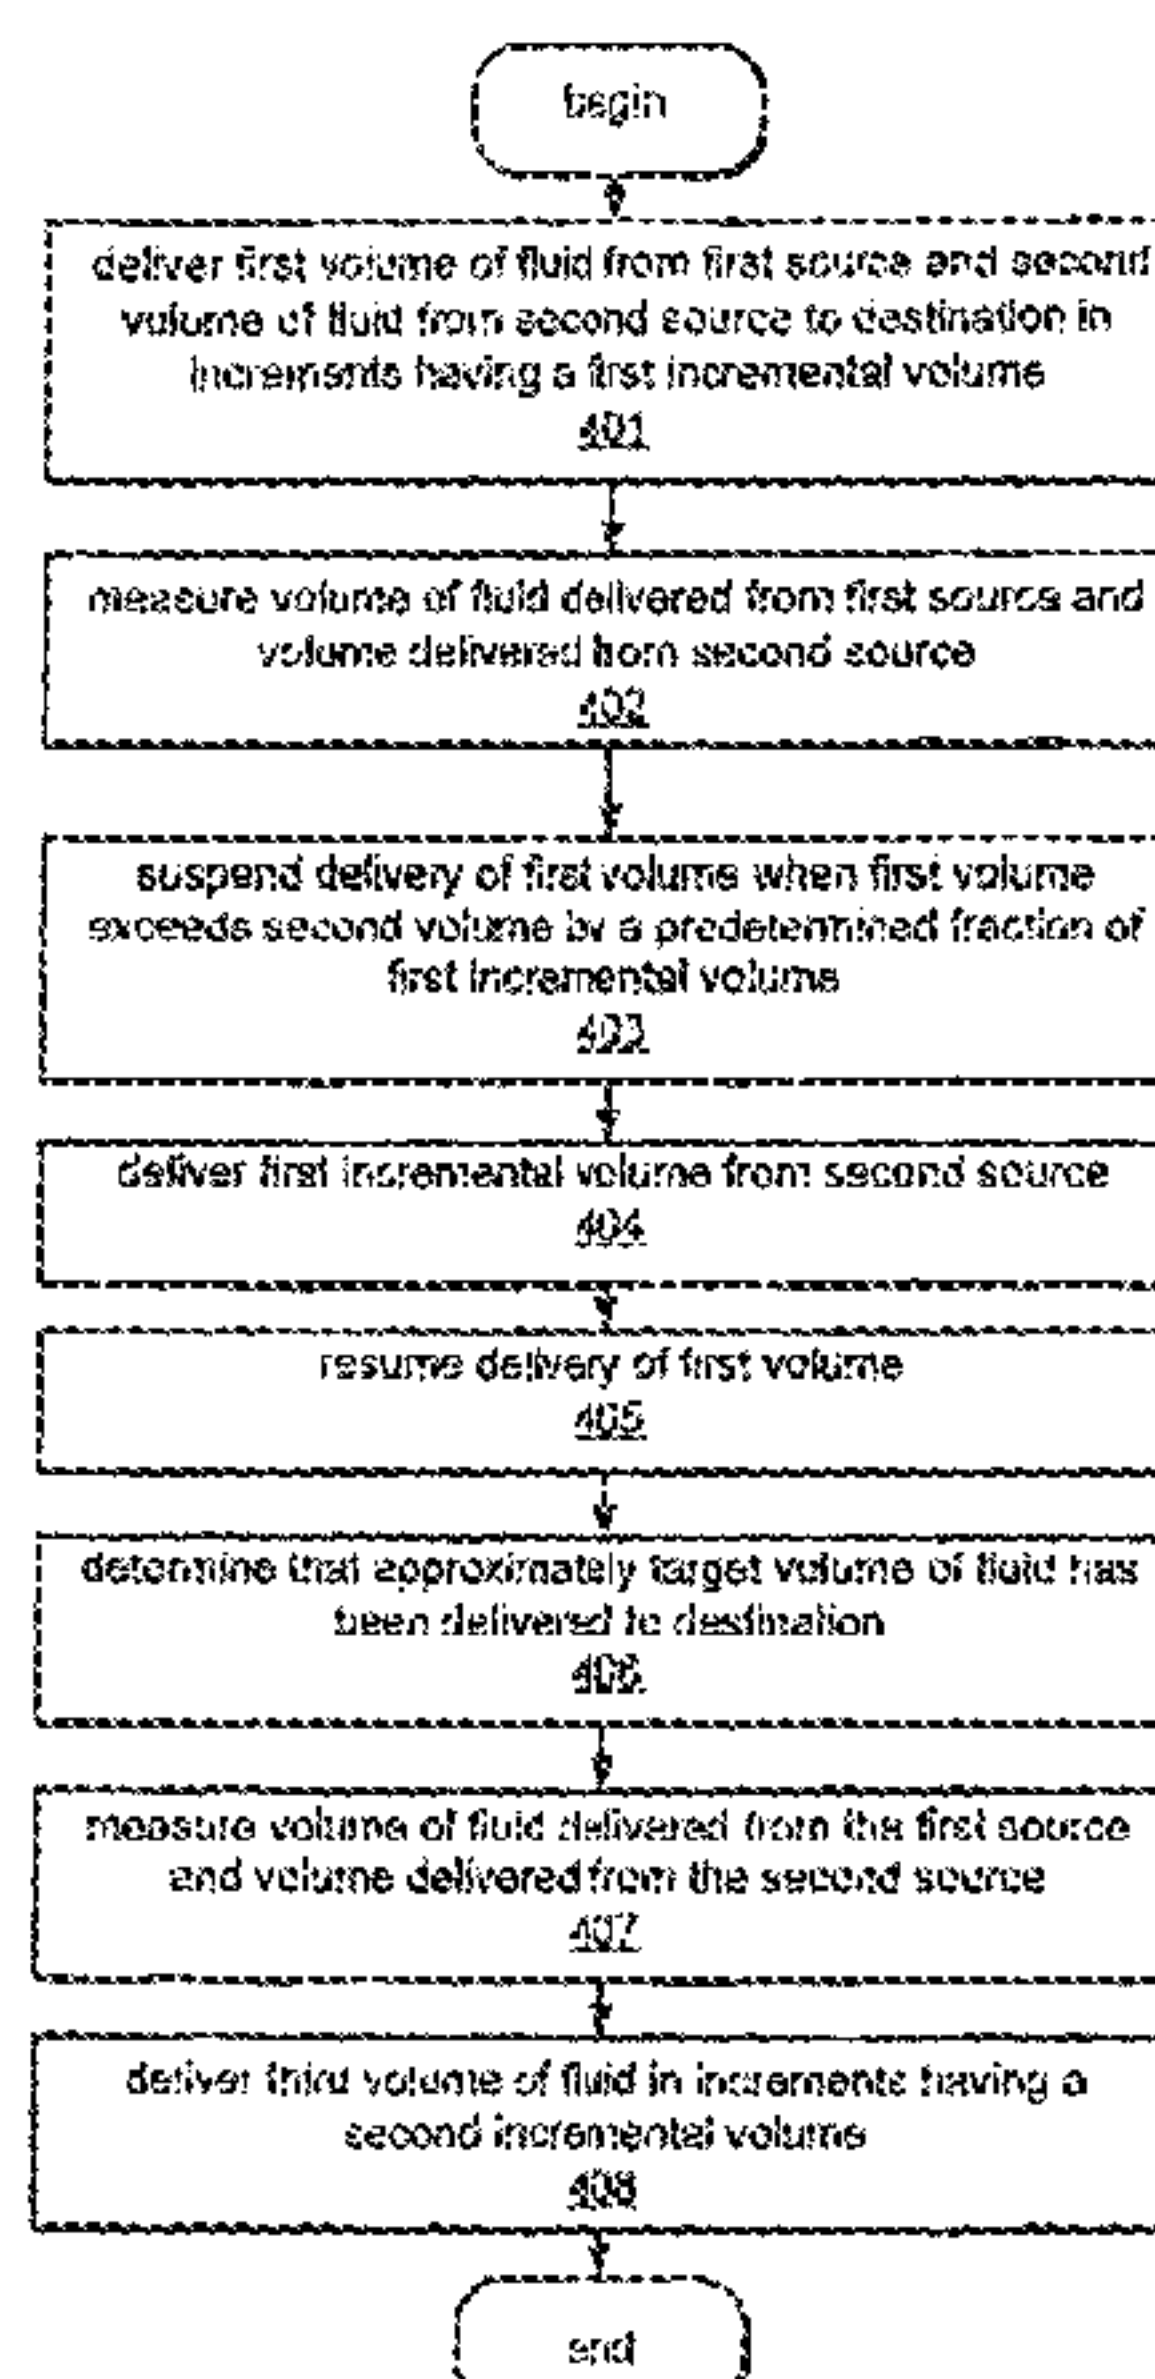 begin
deliver first volume of fluid from first source and second
volume of fluid from second source to destination in
increments having a first incremental volume
401
measure volume of fluid delivered from first source and
volume delivered from second source
402
suspend delivery of first volume when first volume
exceeds second volume by a predetermined fraction of
first incremental volume
403
deliver first incremental volume from second source
404
resume delivery of first volume
405
determine that approximately target volume of fluid has
been delivered to destination
406
measure volume of fluid delivered from the first source
and volume delivered from the second source
407
deliver third volume of fluid in increments having a
second incremental volume
408
end